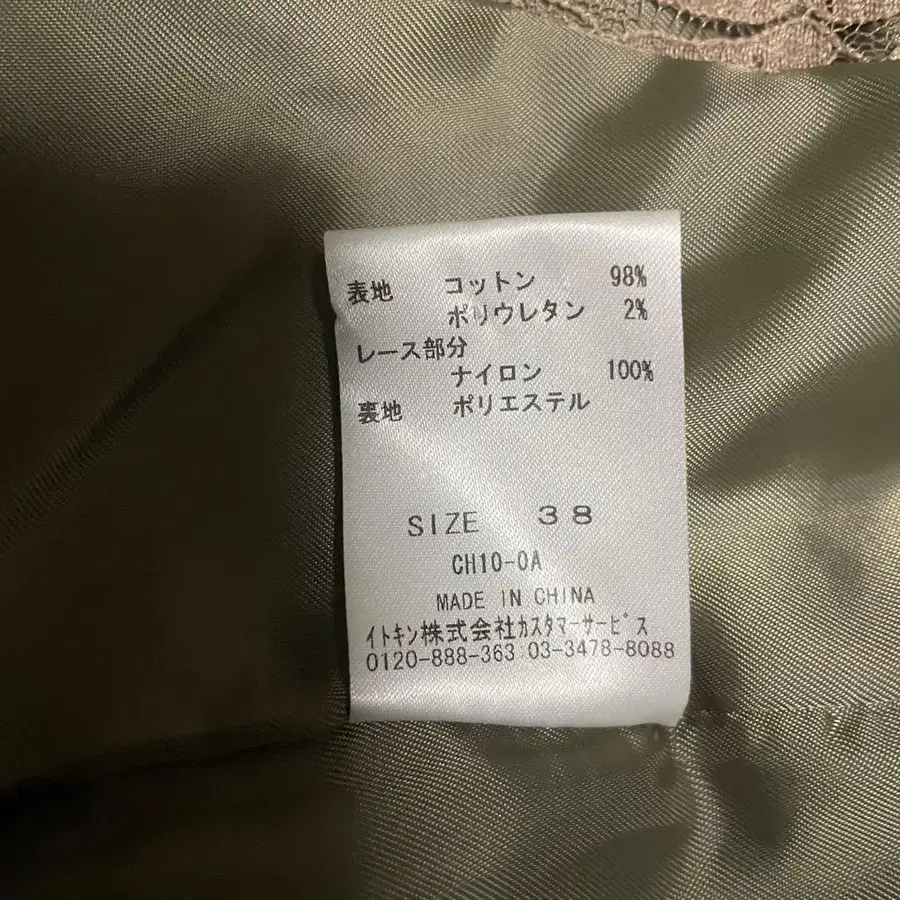 表地 コットン 98%
ポリウレタン 2%
レース部分
ナイロン 100%
裏地 ポリエステル
SIZE 38
CH10-0A
MADE IN CHINA
イトキン株式会社カスタマーサービス
0120-888-363 03-3478-8088